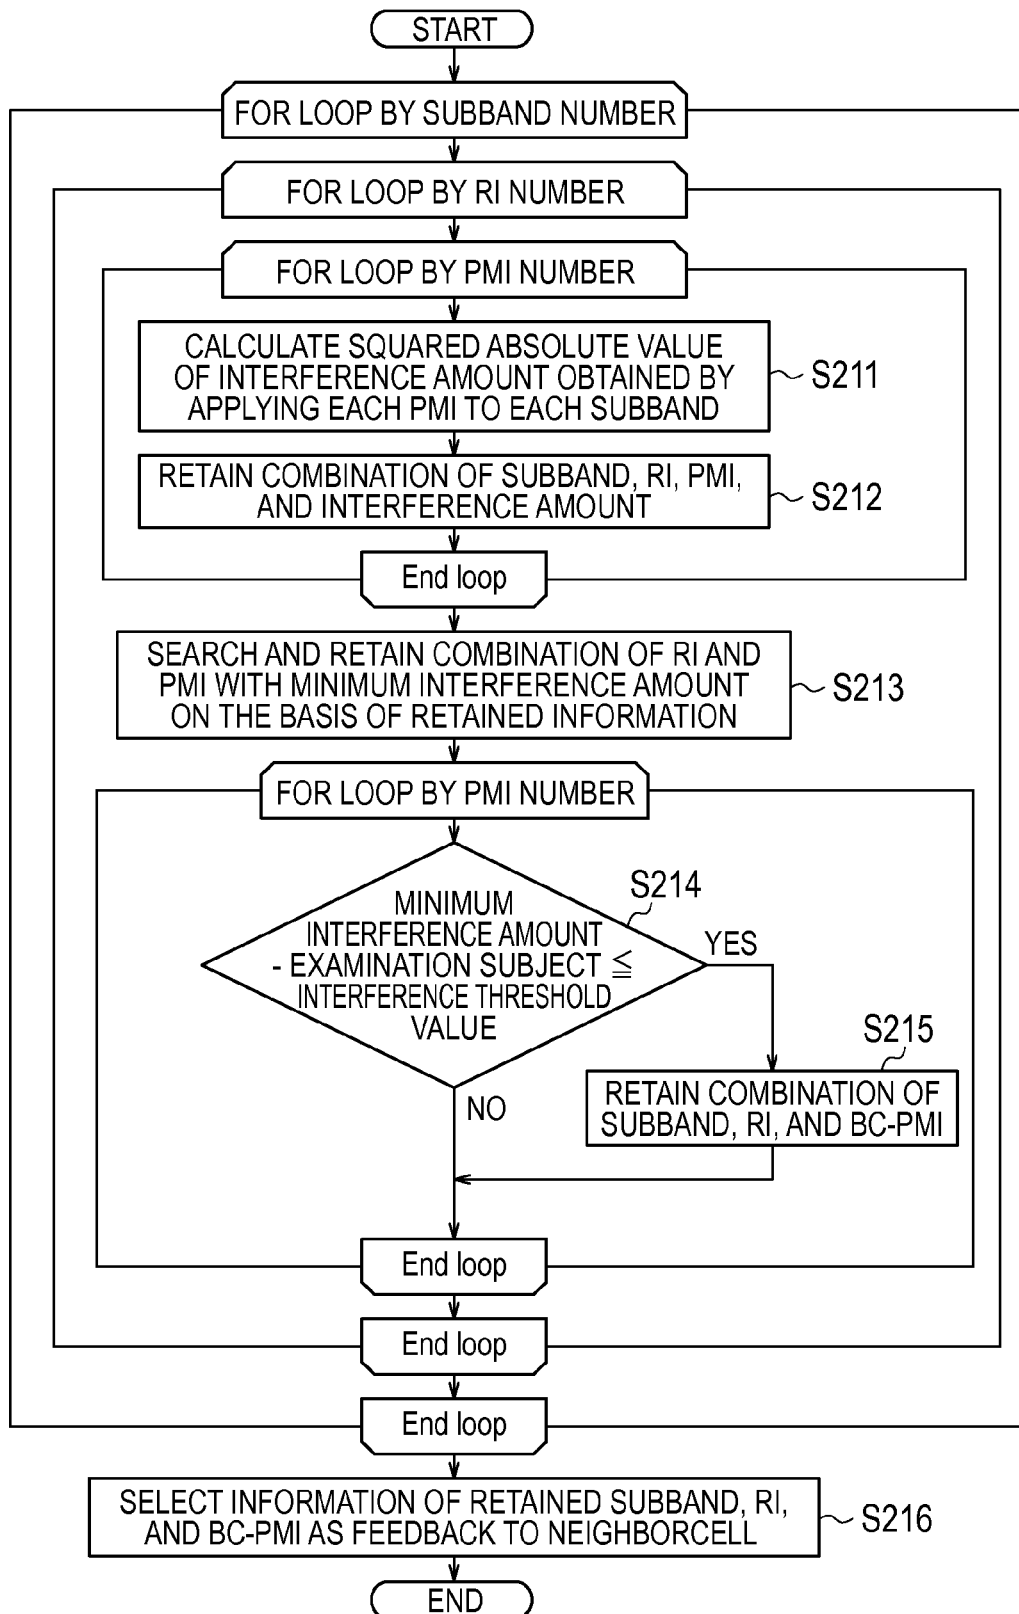 START
FOR LOOP BY SUBBAND NUMBER
FOR LOOP BY RI NUMBER
FOR LOOP BY PMI NUMBER
CALCULATE SQUARED ABSOLUTE VALUE
OF INTERFERENCE AMOUNT OBTAINED BY
APPLYING EACH PMI TO EACH SUBBAND
S211
RETAIN COMBINATION OF SUBBAND, RI, PMI,
AND INTERFERENCE AMOUNT
S212
End loop
SEARCH AND RETAIN COMBINATION OF RI AND
PMI WITH MINIMUM INTERFERENCE AMOUNT
ON THE BASIS OF RETAINED INFORMATION
S213
FOR LOOP BY PMI NUMBER
S214
MINIMUM
INTERFERENCE AMOUNT
- EXAMINATION SUBJECT ≦
INTERFERENCE THRESHOLD
VALUE
YES
S215
RETAIN COMBINATION OF
SUBBAND, RI, AND BC-PMI
NO
End loop
End loop
End loop
SELECT INFORMATION OF RETAINED SUBBAND, RI,
AND BC-PMI AS FEEDBACK TO NEIGHBORCELL
S216
END